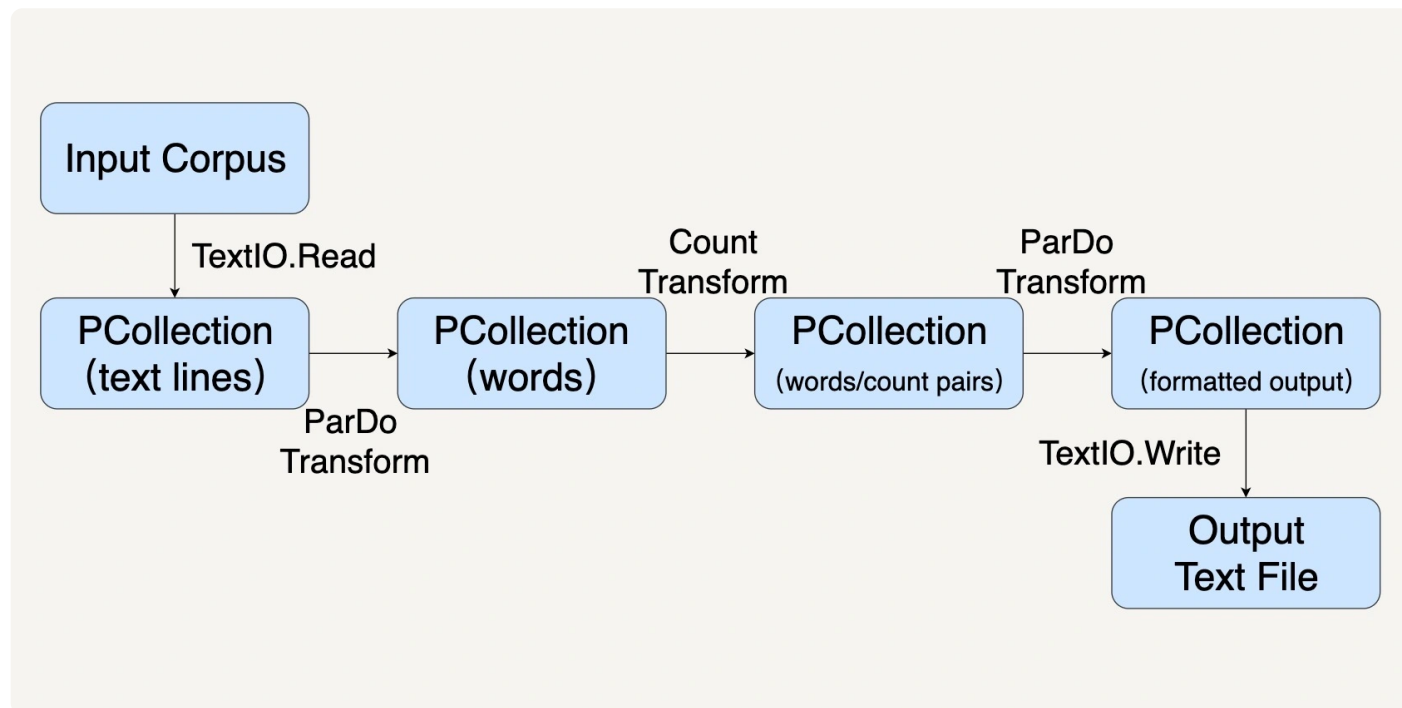 Input Corpus
TextIO.Read
PCollection
(text lines)
ParDo
Transform
PCollection
(words)
Count
Transform
PCollection
(words/count pairs)
ParDo
Transform
PCollection
(formatted output)
TextIO.Write
Output
Text File